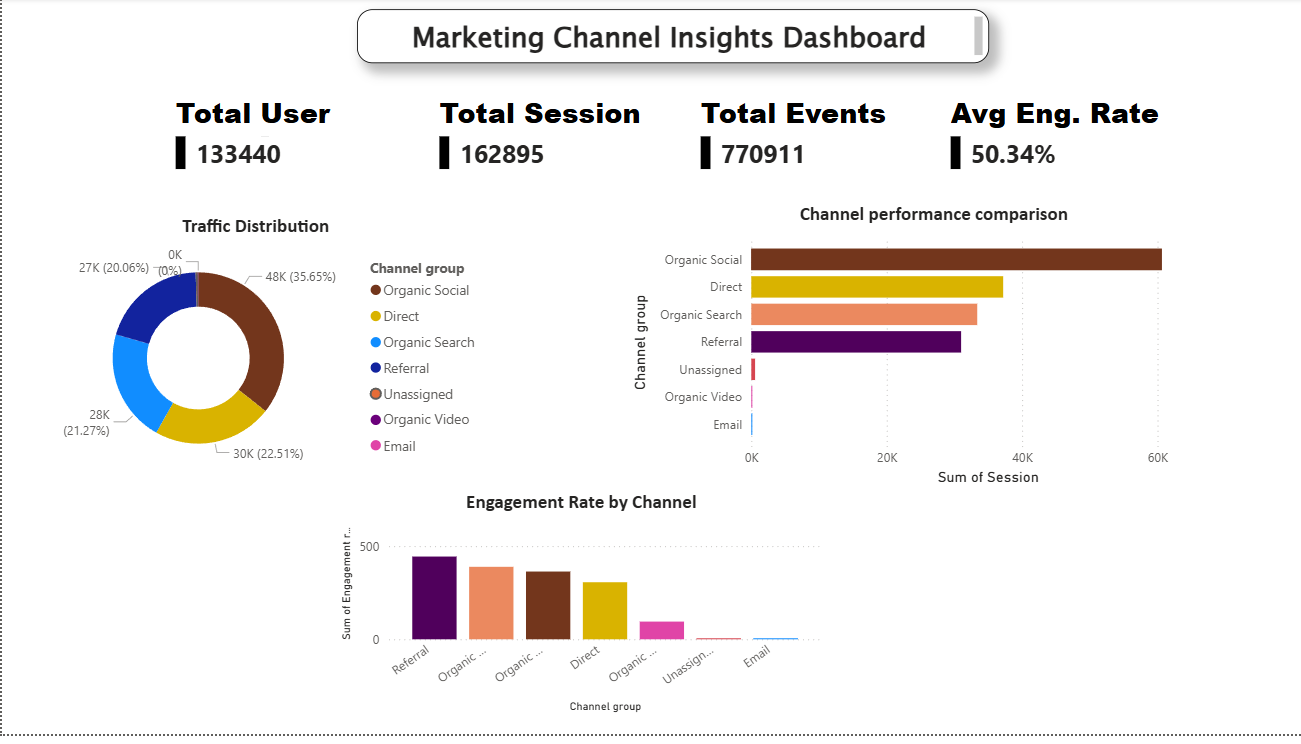 Marketing Channel Insights Dashboard
Total User
133440
Total Session
162895
Total Events
770911
Avg Eng. Rate
50.34%
Traffic Distribution
0K
(0%)
27K (20.06%)
48K (35.65%)
28K
(21.27%)
30K (22.51%)
Channel group
Organic Social
Direct
Organic Search
Referral
Unassigned
Organic Video
Email
Channel performance comparison
Channel group
Organic Social
Direct
Organic Search
Referral
Unassigned
Organic Video
Email
0K 20K 40K 60K
Sum of Session
Engagement Rate by Channel
Sum of Engagement r...
500
0
Referral
Organic ...
Organic ...
Direct
Organic ...
Unassign...
Email
Channel group